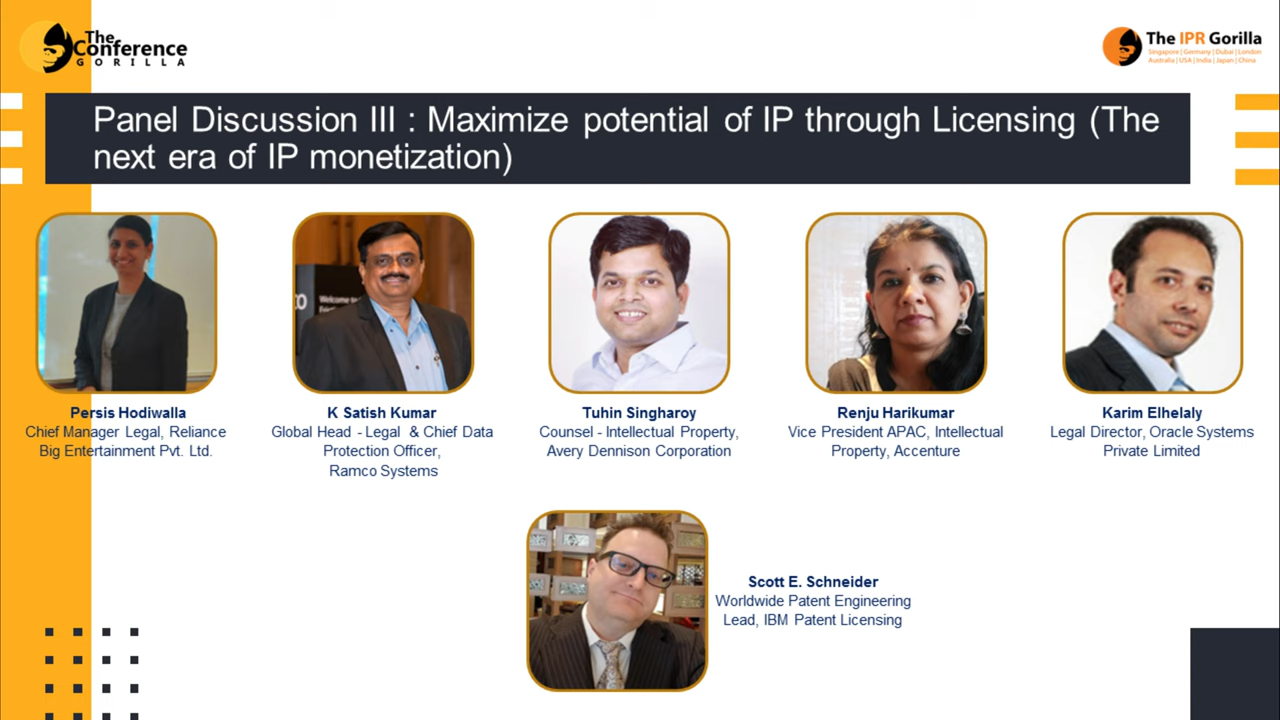 The
Conference
GORILLA
The IPR Gorilla
Singapore | Germany | Dubai | London
Australia | USA | India | Japan | China
Panel Discussion III : Maximize potential of IP through Licensing (The
next era of IP monetization)
Welcome to
Persis Hodiwalla
Chief Manager Legal, Reliance
Big Entertainment Pvt. Ltd.
K Satish Kumar
Global Head - Legal & Chief Data
Protection Officer,
Ramco Systems
Tuhin Singharoy
Counsel - Intellectual Property,
Avery Dennison Corporation
Renju Harikumar
Vice President APAC, Intellectual
Property, Accenture
Karim Elhelaly
Legal Director, Oracle Systems
Private Limited
Scott E. Schneider
Worldwide Patent Engineering
Lead, IBM Patent Licensing